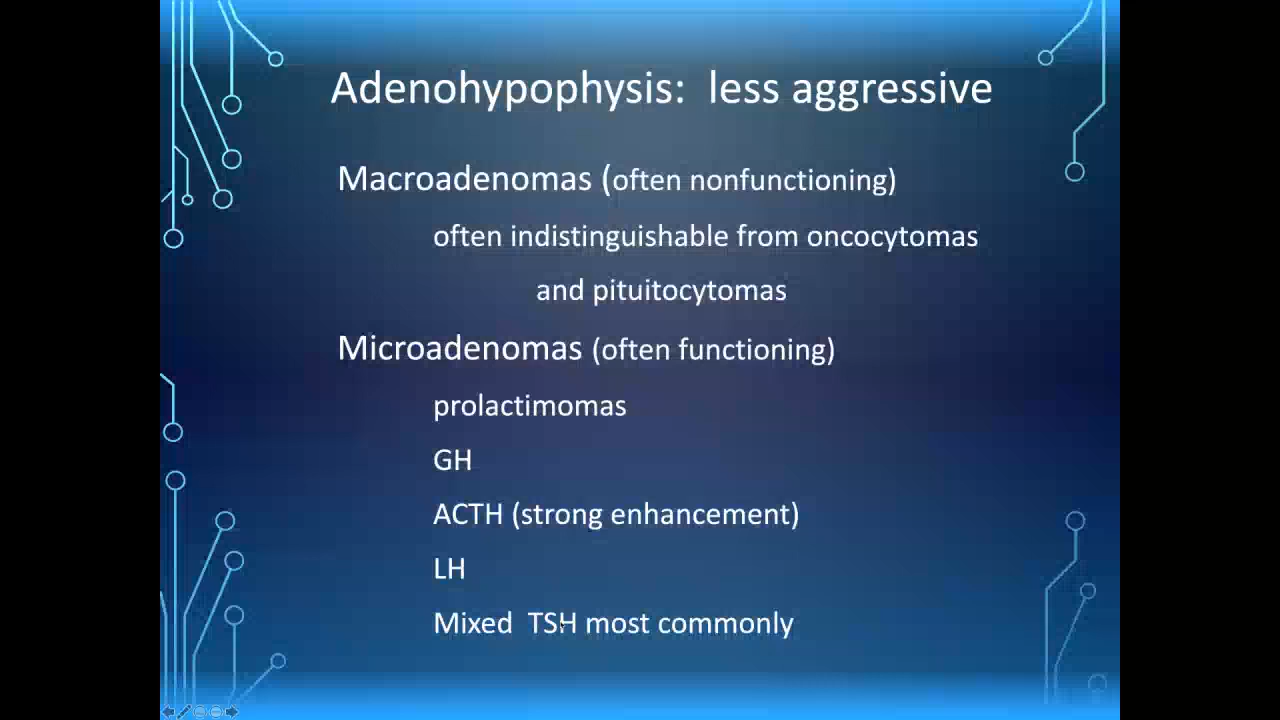 Adenohypophysis:  less aggressive
Macroadenomas (often nonfunctioning)
often indistinguishable from oncocytomas
and pituitocytomas
Microadenomas (often functioning)
prolactimomas
GH
ACTH (strong enhancement)
LH
Mixed  TSH most commonly